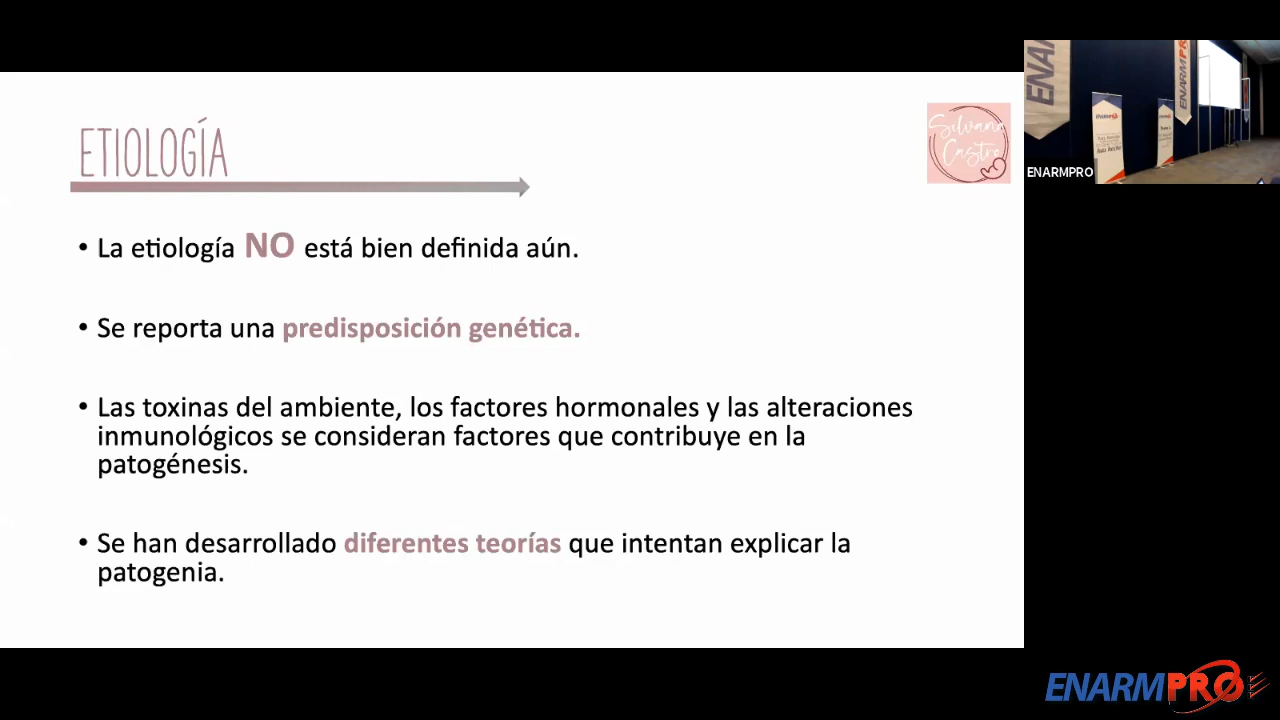 ETIOLOGÍA
Silvana
Castro
• La etiología NO está bien definida aún.
• Se reporta una predisposición genética.
• Las toxinas del ambiente, los factores hormonales y las alteraciones
inmunológicos se consideran factores que contribuye en la
patogénesis.
• Se han desarrollado diferentes teorías que intentan explicar la
patogenia.
ENARMPRO
ENARMPRO